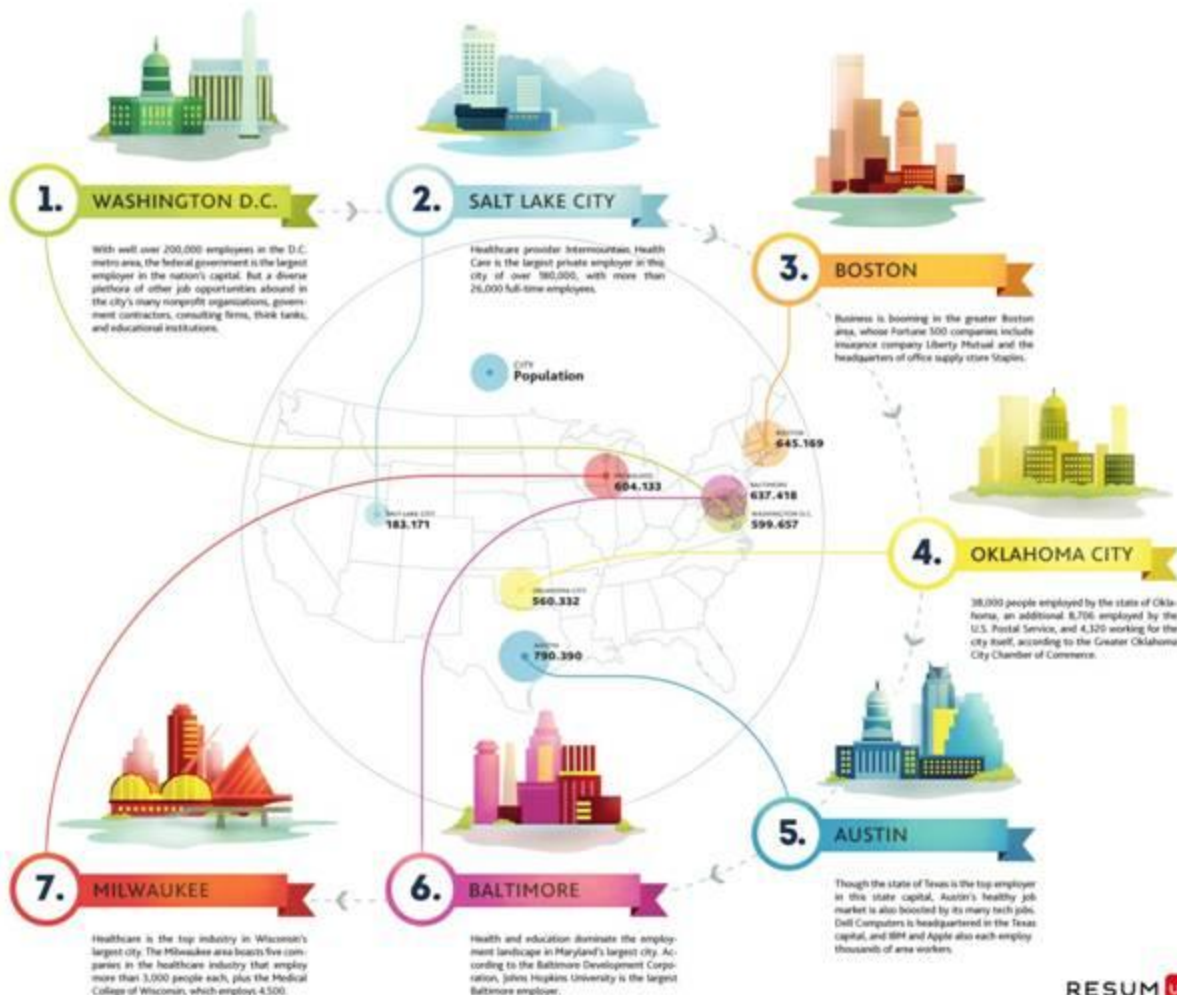 1. WASHINGTON D.C.
With well over 200,000 employees in the D.C.
metro area, the federal government is the largest
employer in the nation's capital. But a diverse
plethora of other job opportunities abound in
the city's many nonprofit organizations, govern-
ment contractors, consulting firms, think tanks,
and educational institutions.
2. SALT LAKE CITY
Healthcare provider Intermountain Health
Care is the largest private employer in this
city of over 180,000, with more than
26,000 full-time employees.
3. BOSTON
Business is booming in the greater Boston
area, whose Fortune 500 companies include
insurance company Liberty Mutual and the
headquarters of office supply store Staples.
CITY
Population
BOSTON
645.169
MILWAUKEE
604.133
BALTIMORE
637.418
WASHINGTON D.C.
599.657
SALT LAKE CITY
183.171
OKLAHOMA CITY
560.332
AUSTIN
790.390
4. OKLAHOMA CITY
38,000 people employed by the state of Okla-
homa, an additional 8,706 employed by the
U.S. Postal Service, and 4,320 working for the
city itself, according to the Greater Oklahoma
City Chamber of Commerce.
5. AUSTIN
Though the state of Texas is the top employer
in this state capital, Austin's healthy job
market is also boosted by its many tech jobs.
Dell Computers is headquartered in the Texas
capital, and IBM and Apple also each employ
thousands of area workers.
6. BALTIMORE
Health and education dominate the employ-
ment landscape in Maryland's largest city. Ac-
cording to the Baltimore Development Corpo-
ration, Johns Hopkins University is the largest
Baltimore employer.
7. MILWAUKEE
Healthcare is the top industry in Wisconsin's
largest city. The Milwaukee area boasts five com-
panies in the healthcare industry that employ
more than 3,000 people each, plus the Medical
College of Wisconsin, which employs 4,500.
RESUM